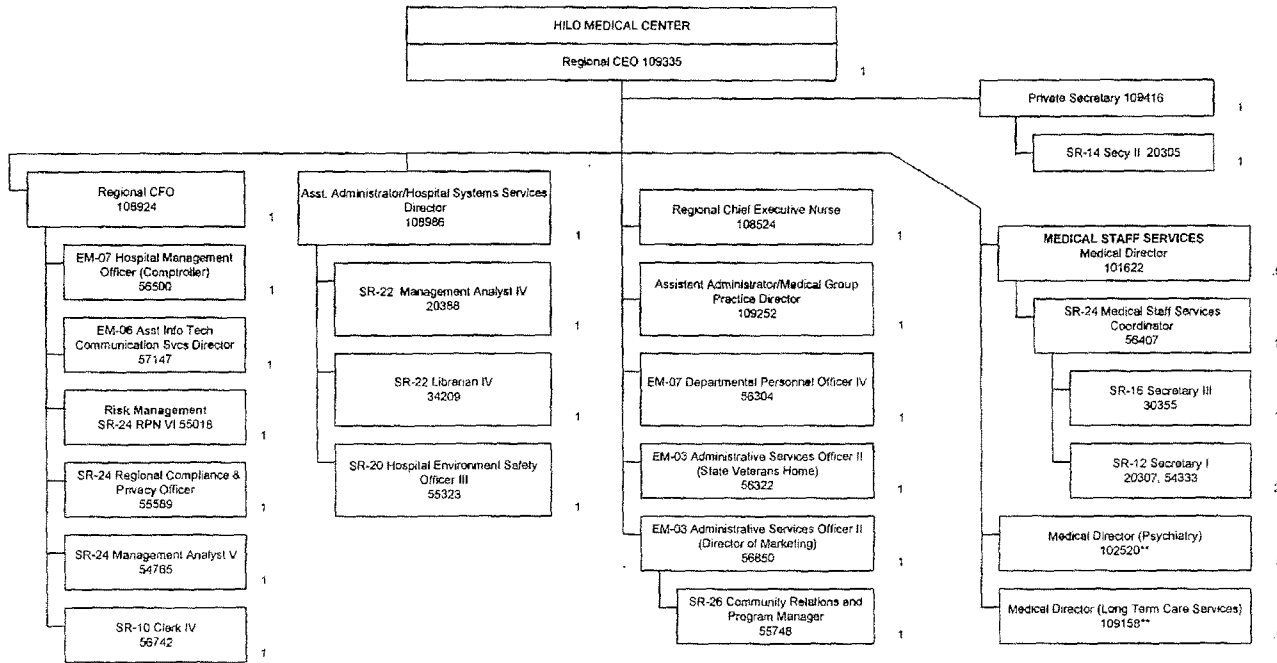 HILO MEDICAL CENTER
Regional CEO 109335
1
Private Secretary 109416
1
SR-14 Secy II 20305
1
Regional CFO
108924
1
EM-07 Hospital Management
Officer (Comptroller)
56500
1
EM-06 Asst Info Tech
Communication Svcs Director
57147
1
Risk Management
SR-24 RPN VI 55018
1
SR-24 Regional Compliance &
Privacy Officer
55589
1
SR-24 Management Analyst V
54765
1
SR-10 Clerk IV
56742
1
Asst. Administrator/Hospital Systems Services
Director
108986
1
SR-22 Management Analyst IV
20388
1
SR-22 Librarian IV
34209
1
SR-20 Hospital Environment Safety
Officer III
55323
1
Regional Chief Executive Nurse
108524
1
Assistant Administrator/Medical Group
Practice Director
109252
1
EM-07 Departmental Personnel Officer IV
56304
1
EM-03 Administrative Services Officer II
(State Veterans Home)
56322
1
EM-03 Administrative Services Officer II
(Director of Marketing)
56850
1
SR-26 Community Relations and
Program Manager
55748
1
MEDICAL STAFF SERVICES
Medical Director
101622
SR-24 Medical Staff Services
Coordinator
56407
SR-16 Secretary III
30355
SR-12 Secretary I
20307, 54333
Medical Director (Psychiatry)
102520**
Medical Director (Long Term Care Services)
109158**